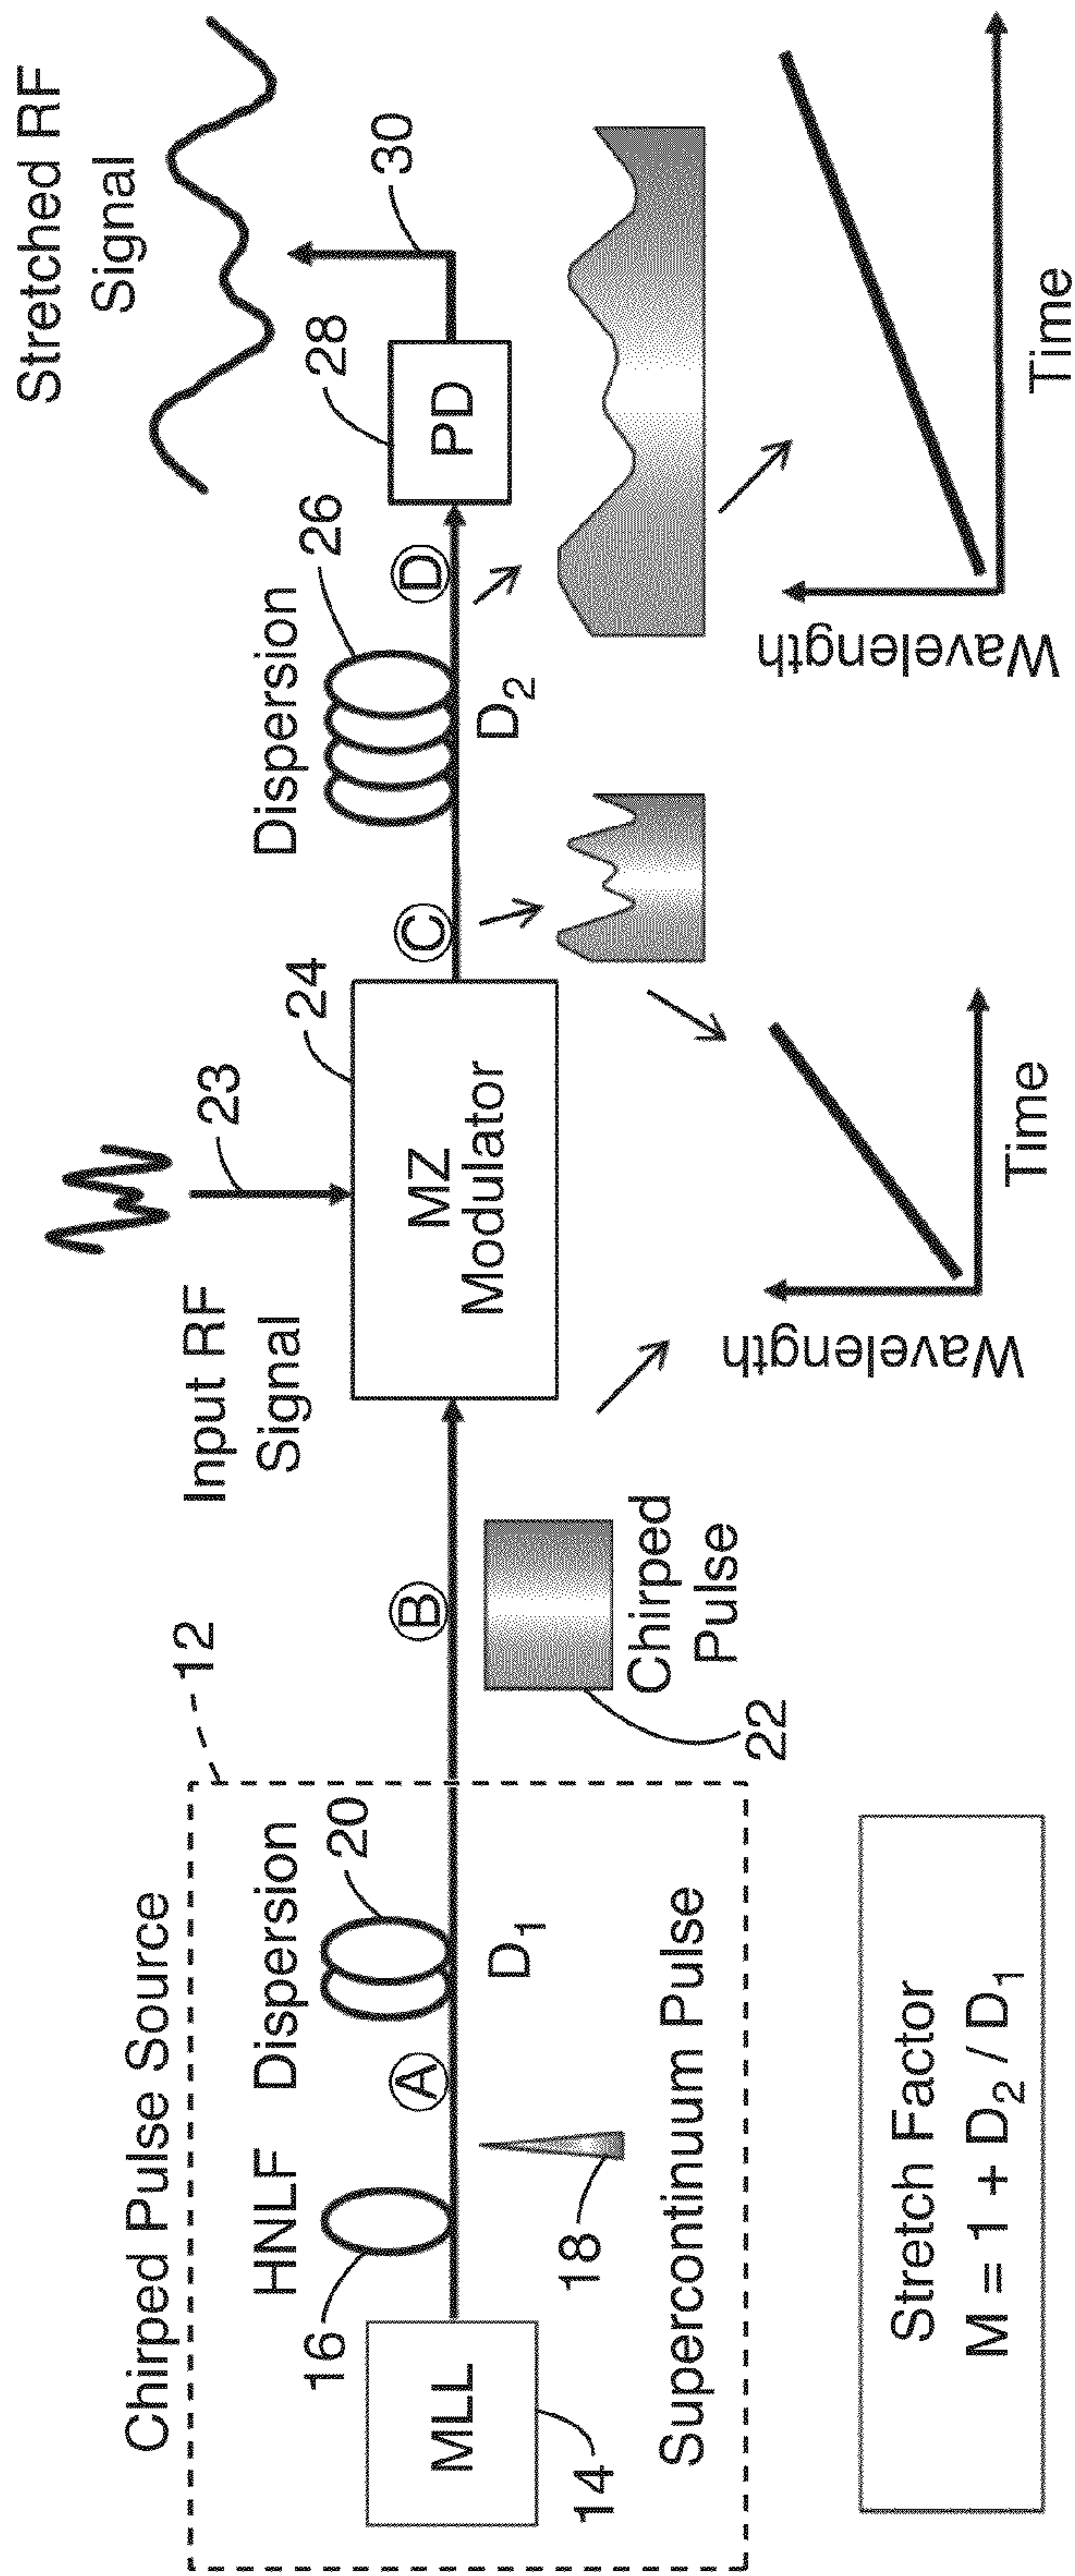 Chirped Pulse Source
12
HNLF
Dispersion
16
20
MLL
14
A
D1
18
Supercontinuum Pulse
B
Chirped
Pulse
22
Input RF
Signal
23
24
MZ
Modulator
C
Dispersion
26
D2
D
28
PD
30
Stretched RF
Signal
Wavelength
Time
Wavelength
Time
Stretch Factor
M = 1 + D2 / D1